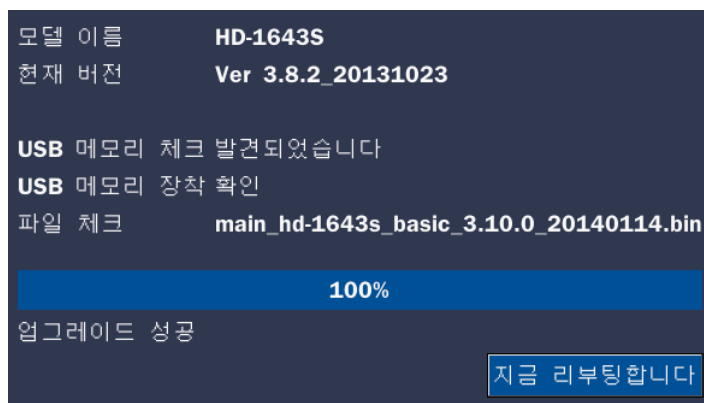 모델 이름 HD-1643S
현재 버전 Ver 3.8.2_20131023
USB 메모리 체크 발견되었습니다
USB 메모리 장착 확인
파일 체크 main_hd-1643s_basic_3.10.0_20140114.bin
100%
업그레이드 성공
지금 리부팅합니다